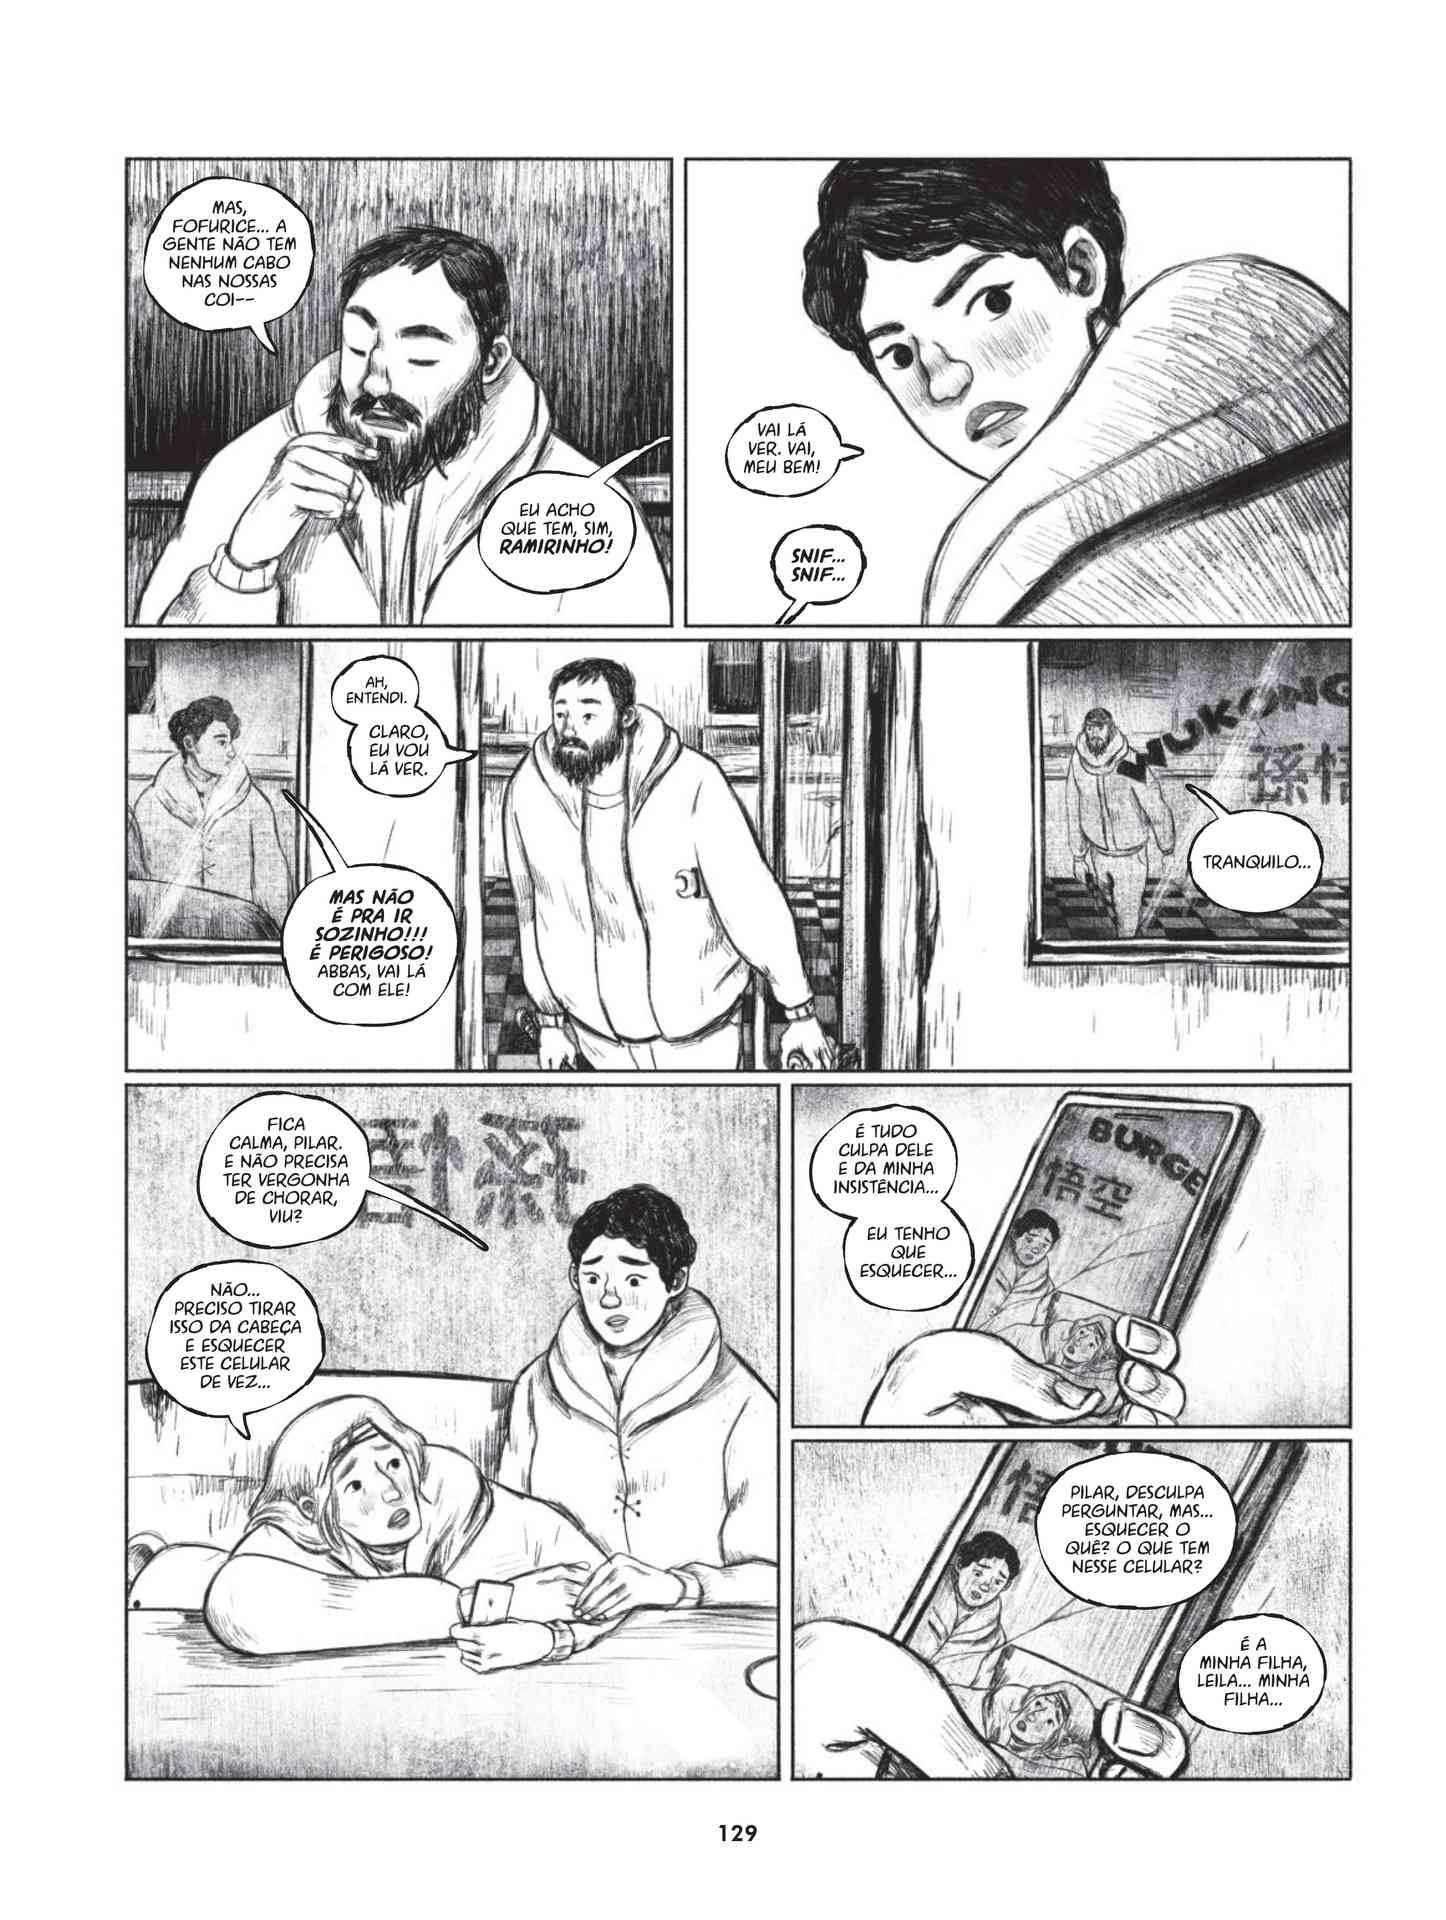 MAS,
FOFURICE... A
GENTE NÃO TEM
NENHUM CABO
NAS NOSSAS
COI--
EU ACHO
QUE TEM, SIM,
RAMIRINHO!
VAI LÁ
VER. VAI,
MEU BEM!
SNIF...
SNIF...
AH,
ENTENDI.
CLARO,
EU VOU
LÁ VER.
MAS NÃO
É PRA IR
SOZINHO!!!
É PERIGOSO!
ABBAS, VAI LÁ
COM ELE!
WUKONG
孫悟
TRANQUILO...
FICA
CALMA, PILAR.
E NÃO PRECISA
TER VERGONHA
DE CHORAR,
VIU?
NÃO...
PRECISO TIRAR
ISSO DA CABEÇA
E ESQUECER
ESTE CELULAR
DE VEZ...
É TUDO
CULPA DELE
E DA MINHA
INSISTÊNCIA...
EU TENHO
QUE
ESQUECER...
BURGE
悟空
PILAR, DESCULPA
PERGUNTAR, MAS...
ESQUECER O
QUÊ? O QUE TEM
NESSE CELULAR?
悟
É A
MINHA FILHA,
LEILA... MINHA
FILHA...
129